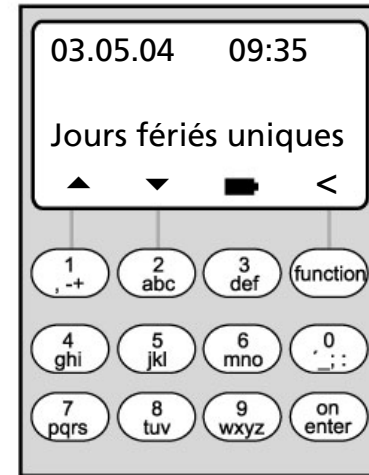 03.05.04 09:35
Jours fériés uniques
<
1 2 3 function
, -+ abc def
4 5 6 0
ghi jkl mno ´_; :
7 8 9 on
pqrs tuv wxyz enter